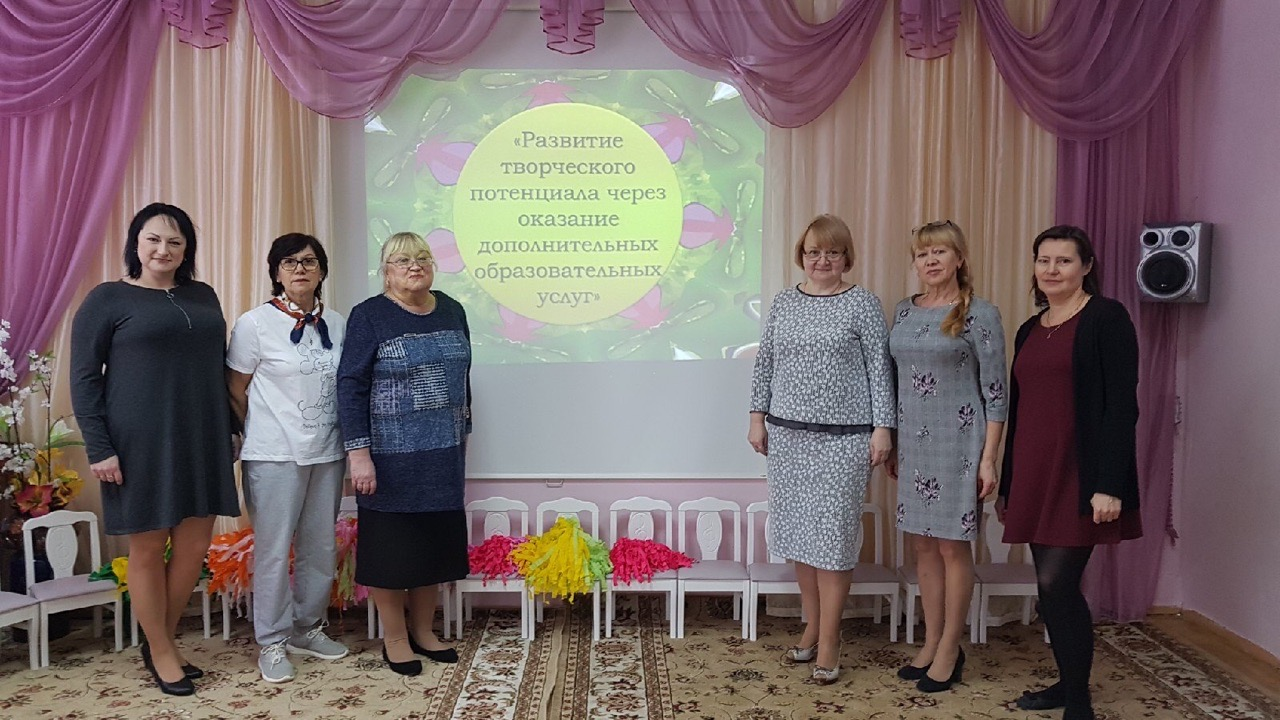 «Развитие
творческого
потенциала через
оказание
дополнительных
образовательных
услуг»